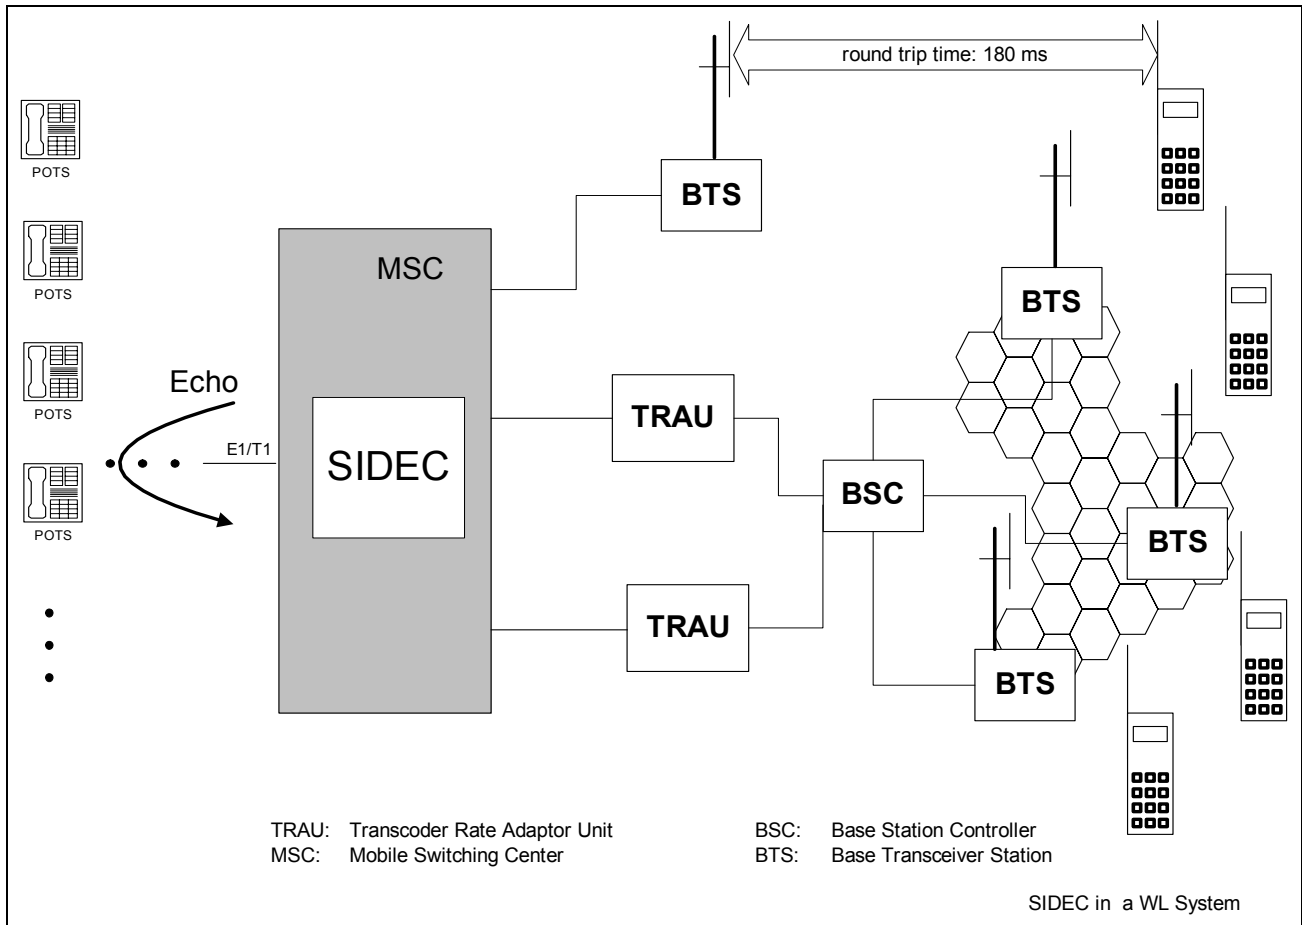 round trip time: 180 ms
POTS
BTS
POTS
MSC
BTS
POTS
Echo
TRAU
E1/T1
SIDEC
BSC
POTS
BTS
TRAU
BTS
TRAU: Transcoder Rate Adaptor Unit
MSC: Mobile Switching Center
BSC: Base Station Controller
BTS: Base Transceiver Station
SIDEC in a WL System